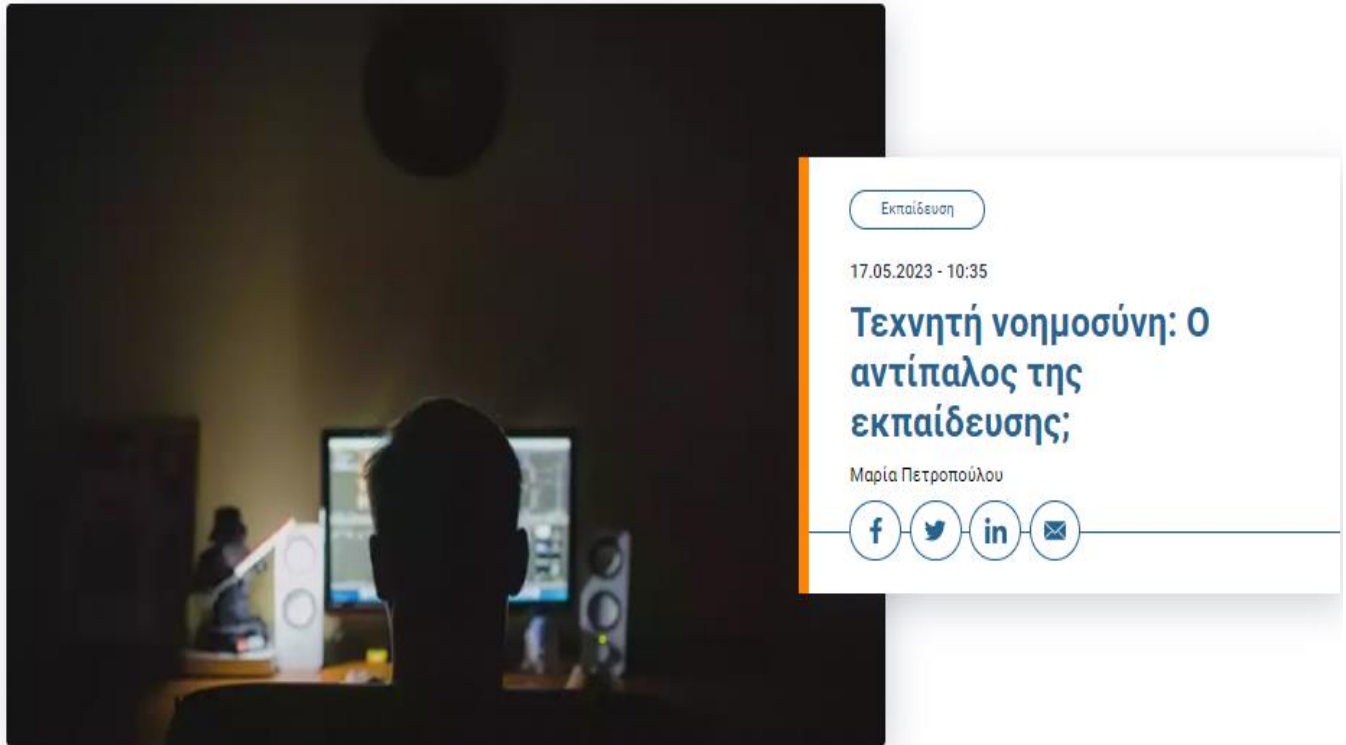 Εκπαίδευση
17.05.2023 - 10:35
Τεχνητή νοημοσύνη: Ο
αντίπαλος της
εκπαίδευσης;
Μαρία Πετροπούλου